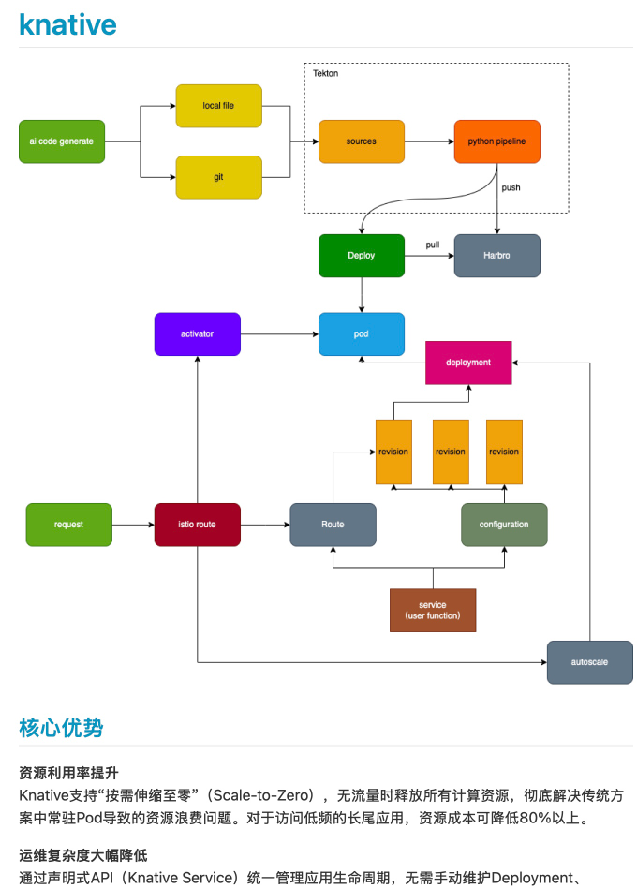 knative
Tekton
local file
ai code generate
sources
python pipeline
git
push
Deploy
pull
Harbro
activator
pod
deployment
revision
revision
revision
request
istio route
Route
configuration
service
(user function)
autoscale
核心优势
资源利用率提升
Knative支持“按需伸缩至零”（Scale-to-Zero），无流量时释放所有计算资源，彻底解决传统方
案中常驻Pod导致的资源浪费问题。对于访问低频的长尾应用，资源成本可降低80%以上。
运维复杂度大幅降低
通过声明式API（Knative Service）统一管理应用生命周期，无需手动维护Deployment、